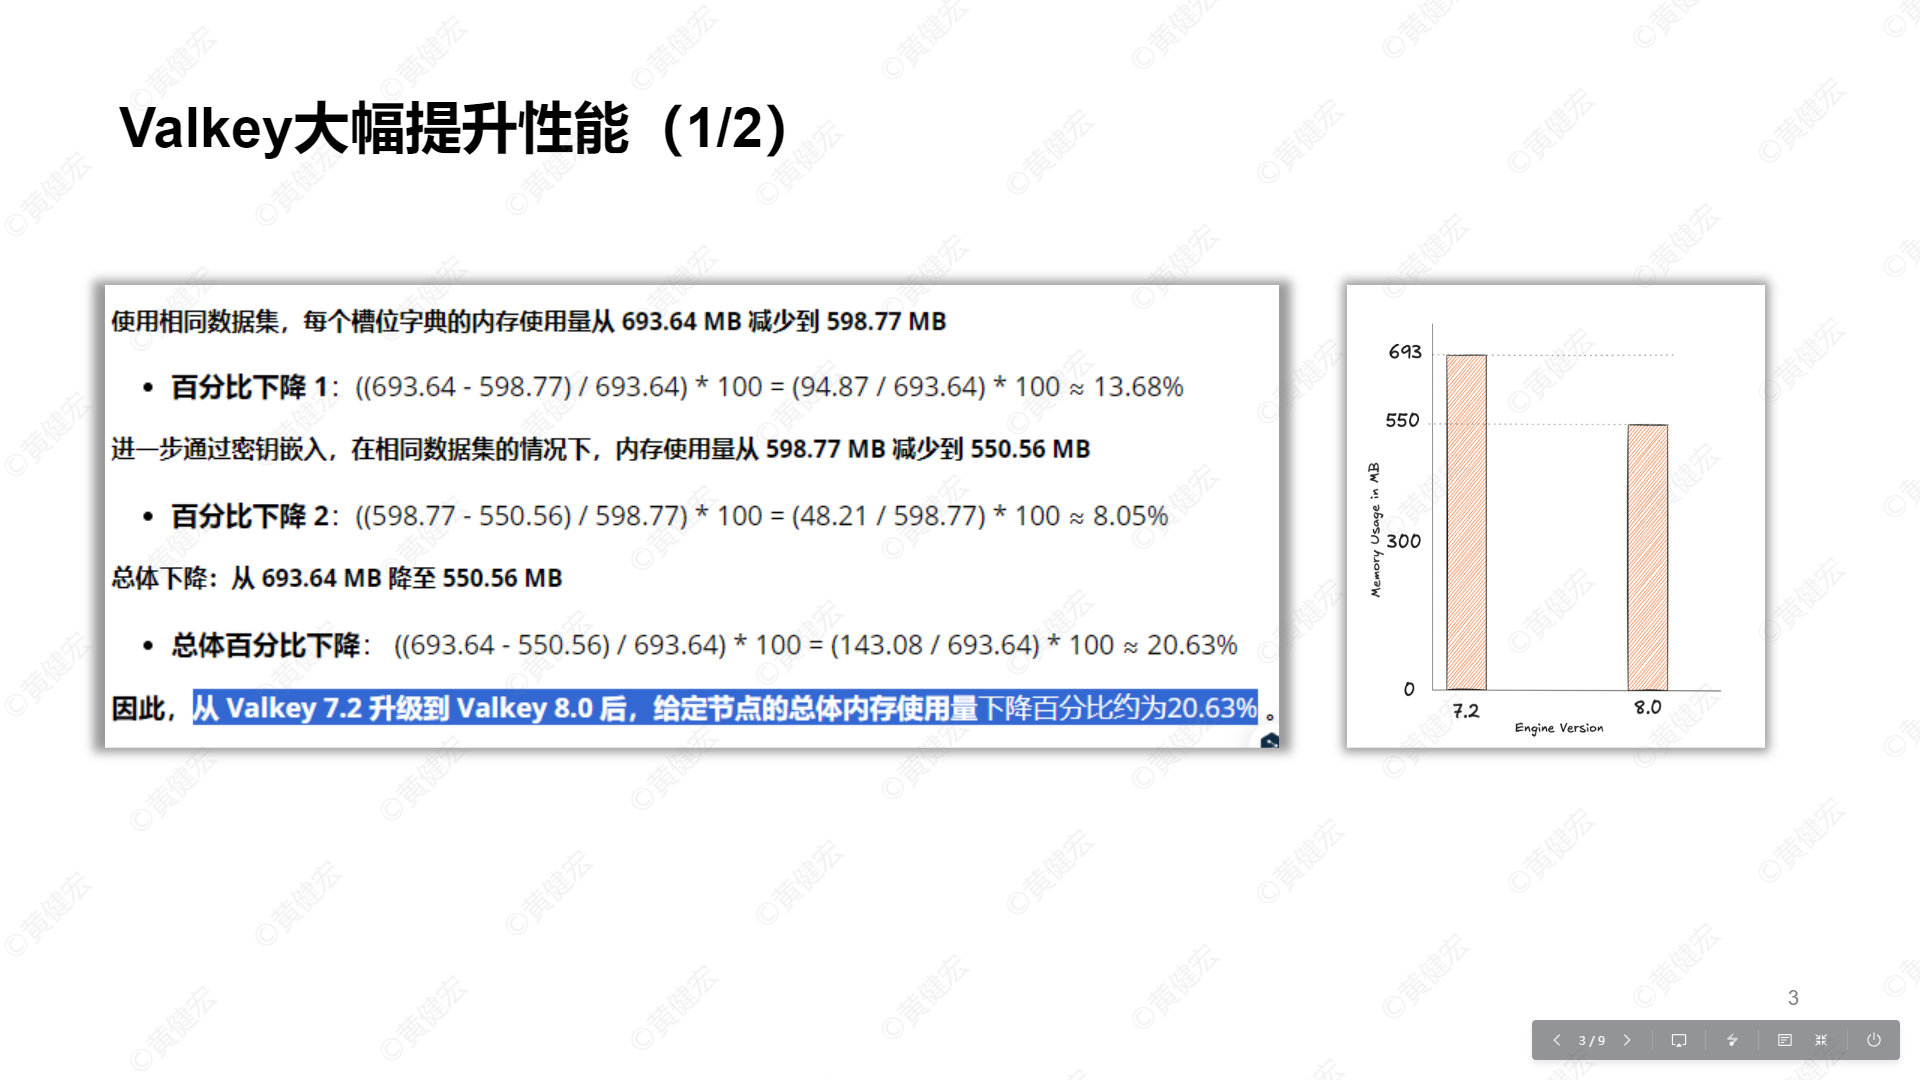 Valkey大幅提升性能（1/2）
使用相同数据集，每个槽位字典的内存使用量从 693.64 MB 减少到 598.77 MB
• 百分比下降 1：((693.64 - 598.77) / 693.64) * 100 = (94.87 / 693.64) * 100 ≈ 13.68%
进一步通过密钥嵌入，在相同数据集的情况下，内存使用量从 598.77 MB 减少到 550.56 MB
• 百分比下降 2：((598.77 - 550.56) / 598.77) * 100 = (48.21 / 598.77) * 100 ≈ 8.05%
总体下降：从 693.64 MB 降至 550.56 MB
• 总体百分比下降： ((693.64 - 550.56) / 693.64) * 100 = (143.08 / 693.64) * 100 ≈ 20.63%
因此，从 Valkey 7.2 升级到 Valkey 8.0 后，给定节点的总体内存使用量下降百分比约为20.63% 。
693
550
300
0
Memory Usage in MB
7.2
8.0
Engine Version
3
3 / 9
©黄健宏